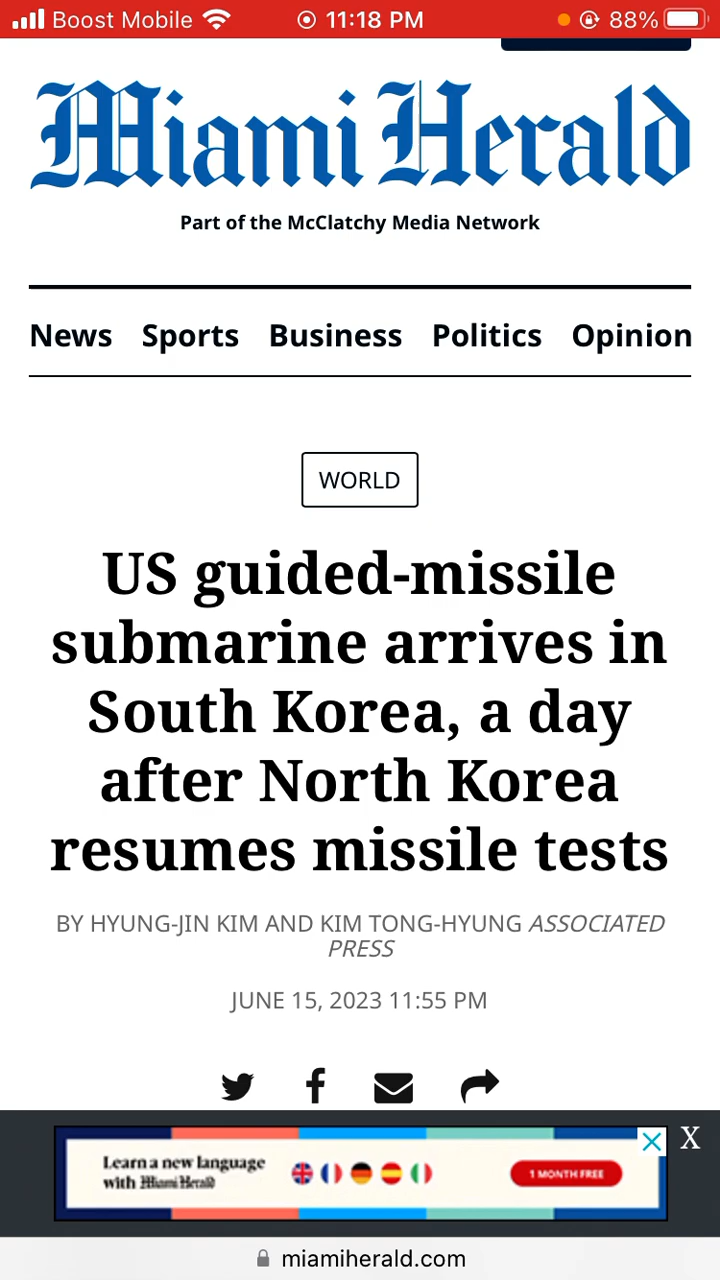 Boost Mobile 11:18 PM 88%
Miami Herald
Part of the McClatchy Media Network
News Sports Business Politics Opinion
WORLD
US guided-missile
submarine arrives in
South Korea, a day
after North Korea
resumes missile tests
BY HYUNG-JIN KIM AND KIM TONG-HYUNG ASSOCIATED
PRESS
JUNE 15, 2023 11:55 PM
X
Learn a new language
with Miami Herald
1 MONTH FREE
miamiherald.com